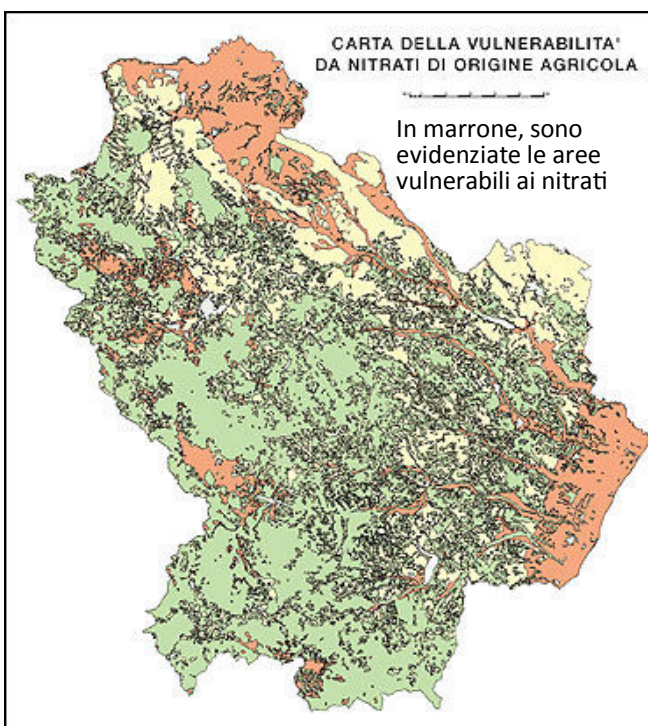 CARTA DELLA VULNERABILITA'
DA NITRATI DI ORIGINE AGRICOLA
In marrone, sono
evidenziate le aree
vulnerabili ai nitrati